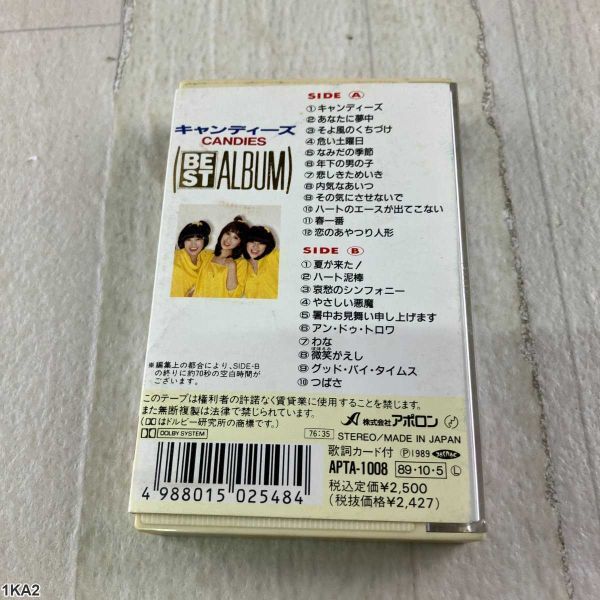 キャンディーズ
CANDIES
BEST ALBUM
SIDE A
①キャンディーズ
②あなたに夢中
③そよ風のくちづけ
④危い土曜日
⑤なみだの季節
⑥年下の男の子
⑦悲しきためいき
⑧内気なあいつ
⑨その気にさせないで
⑩ハートのエースが出てこない
⑪春一番
⑫恋のあやつり人形
SIDE B
①夏が来た!
②ハート泥棒
③哀愁のシンフォニー
④やさしい悪魔
⑤暑中お見舞い申し上げます
⑥アン・ドゥ・トロワ
⑦わな
⑧微笑がえし
⑨グッド・バイ・タイムス
⑩つばさ
※編集上の都合により、SIDE-B
の終りに約70秒の空白時間が
ございます。
このテープは権利者の許諾なく賃貸業に使用することを禁じます。
また無断複製は法律で禁じられています。
(はドルビー研究所の商標です。)
株式会社アポロン
DOLBY SYSTEM
76:35 STEREO/MADE IN JAPAN
歌詞カード付 Ⓟ1989
APTA-1008 89・10・5 Ⓛ
税込定価¥2,500
(税抜価格¥2,427)
4 988015 025484
1KA2